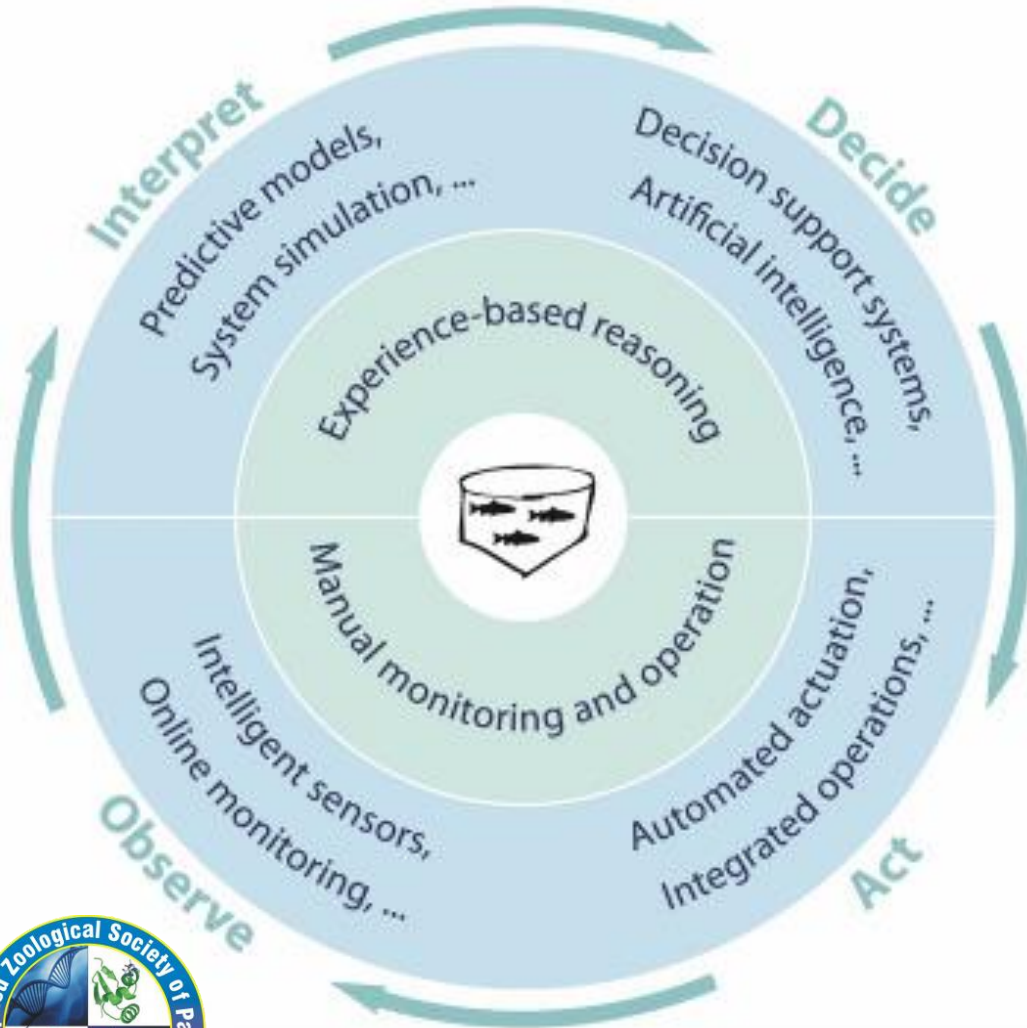 Interpret
Predictive models,
System simulation, ...
Decide
Decision support systems,
Artificial intelligence, ...
Experience-based reasoning
Manual monitoring and operation
Observe
Intelligent sensors,
Online monitoring, ...
Act
Automated actuation,
Integrated operations, ...
Zoological Society of